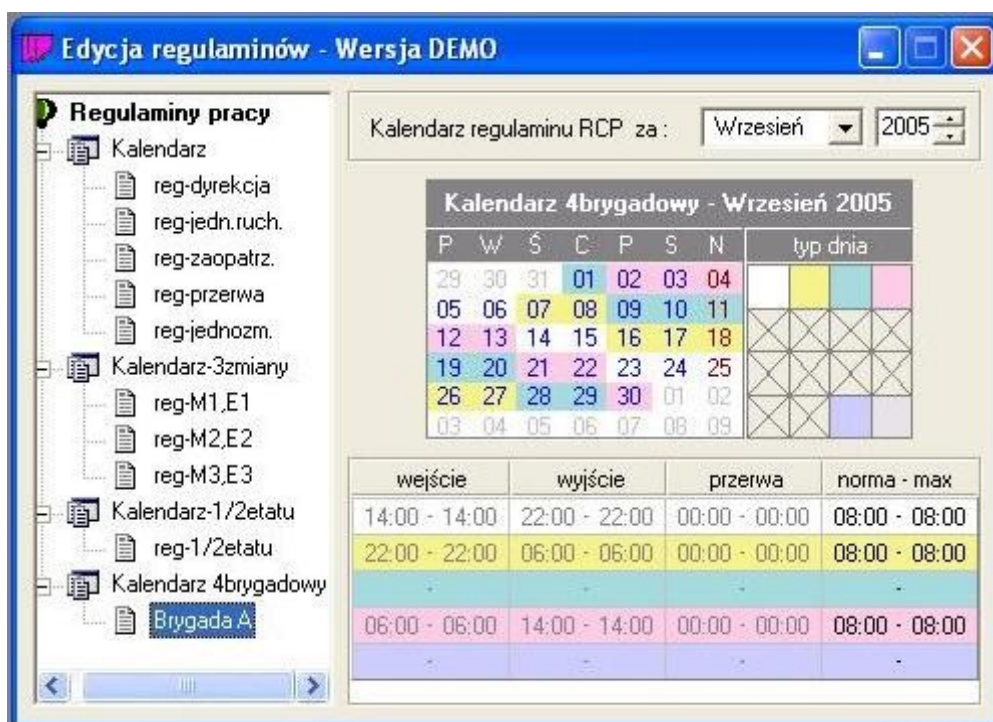 Edycja regulaminów - Wersja DEMO
Regulaminy pracy
Kalendarz
reg-dyrekcja
reg-jedn.ruch.
reg-zaopatrz.
reg-przerwa
reg-jednozm.
Kalendarz-3zmiany
reg-M1,E1
reg-M2,E2
reg-M3,E3
Kalendarz-1/2etatu
reg-1/2etatu
Kalendarz 4brygadowy
Brygada A
Kalendarz regulaminu RCP za : Wrzesień 2005
Kalendarz 4brygadowy - Wrzesień 2005
P W Ś C P S N typ dnia
29 30 31 01 02 03 04
05 06 07 08 09 10 11
12 13 14 15 16 17 18
19 20 21 22 23 24 25
26 27 28 29 30 01 02
03 04 05 06 07 08 09
wejście wyjście przerwa norma - max
14:00 - 14:00 22:00 - 22:00 00:00 - 00:00 08:00 - 08:00
22:00 - 22:00 06:00 - 06:00 00:00 - 00:00 08:00 - 08:00
- - - -
06:00 - 06:00 14:00 - 14:00 00:00 - 00:00 08:00 - 08:00
- - - -